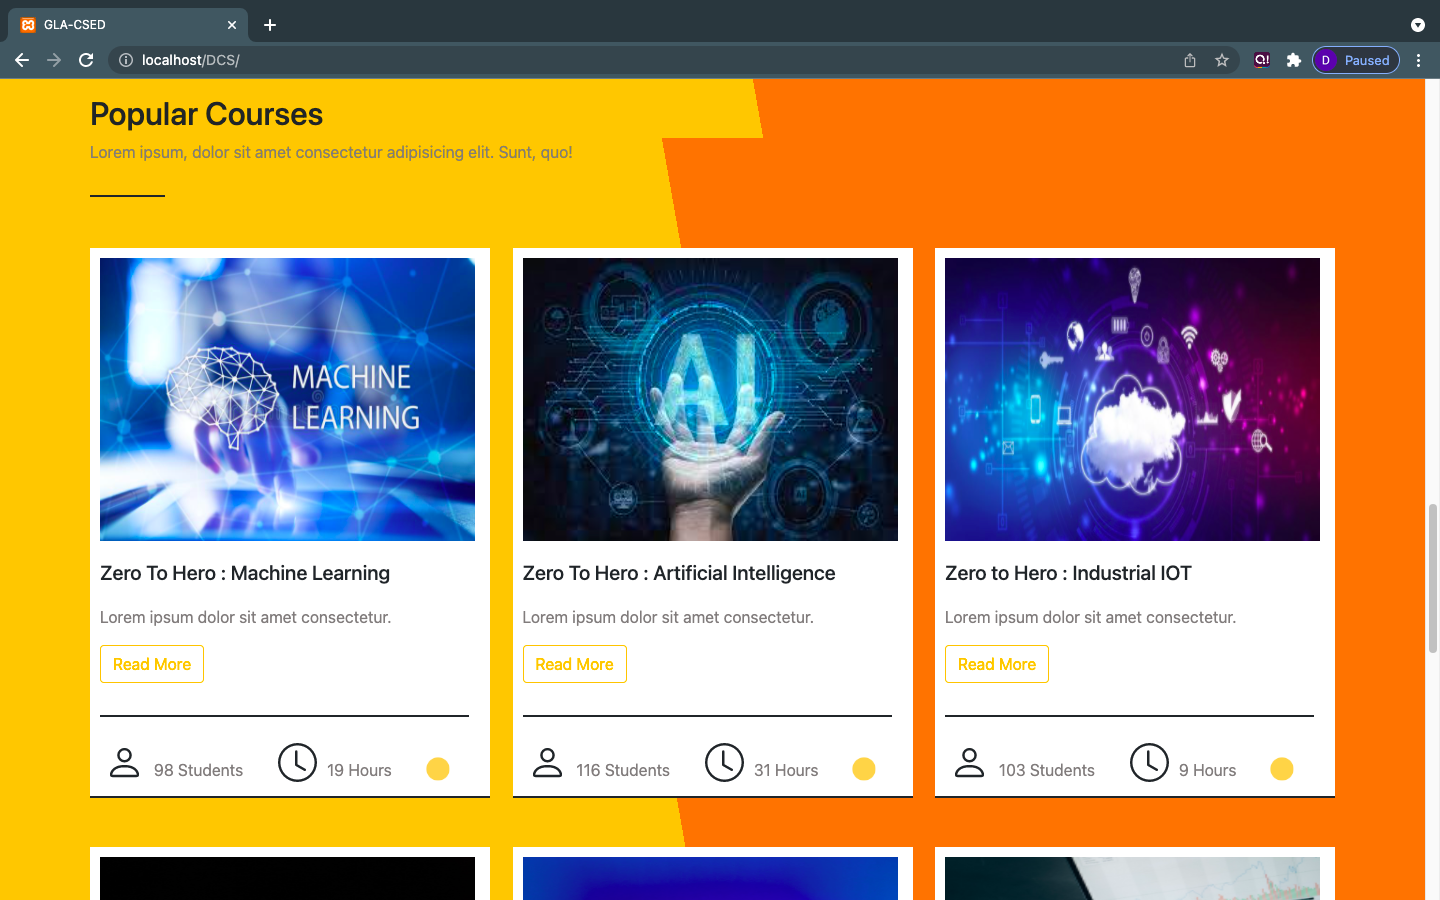 GLA-CSED
localhost/DCS/
D Paused
Popular Courses
Lorem ipsum, dolor sit amet consectetur adipisicing elit. Sunt, quo!
MACHINE
LEARNING
AI
Zero To Hero : Machine Learning
Lorem ipsum dolor sit amet consectetur.
Read More
98 Students
19 Hours
Zero To Hero : Artificial Intelligence
Lorem ipsum dolor sit amet consectetur.
Read More
116 Students
31 Hours
Zero to Hero : Industrial IOT
Lorem ipsum dolor sit amet consectetur.
Read More
103 Students
9 Hours